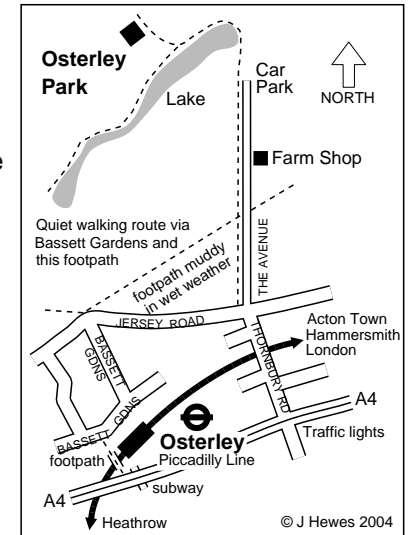 Osterley
Park
Lake
Car
Park
NORTH
Farm Shop
Quiet walking route via
Bassett Gardens and
this footpath
footpath muddy
in wet weather
THE AVENUE
JERSEY ROAD
BASSETT
GDNS
THORNBURY RD
Acton Town
Hammersmith
London
BASSETT GDNS
A4
Osterley
Piccadilly Line
Traffic lights
footpath
subway
A4
Heathrow
© J Hewes 2004
e